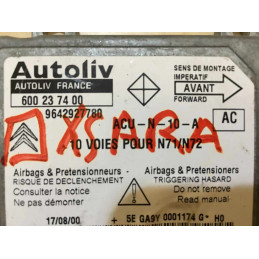 Autoliv
AUTOLIV FRANCE
600 23 74 00
9642927780
SENS DE MONTAGE
IMPERATIF
AVANT
FORWARD
AC
XSARA
ACU-N-10-A
10 VOIES POUR N71/N72
Airbags & Pretensionneurs
RISQUE DE DECLENCHEMENT
Consulter la notice
Ne pas démonter
Airbags & Pretensioners
TRIGGERING HASARD
Do not remove
Read manual
17/08/00
+ 5E GA9Y 0001174 G- H0